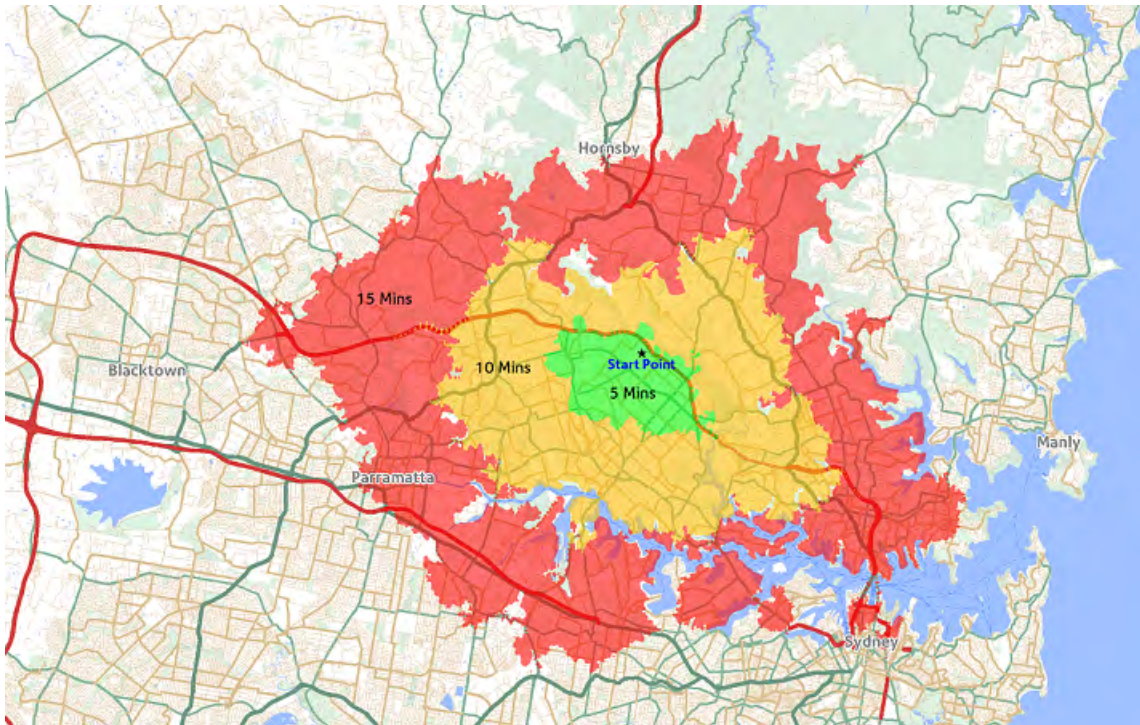 Hornsby
15 Mins
Start Point
Blacktown
10 Mins
5 Mins
Manly
Parramatta
Sydney